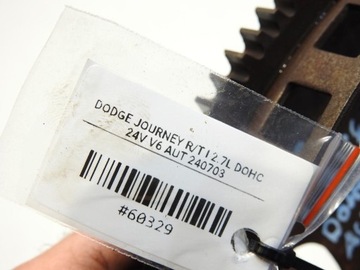 DODGE JOURNEY R/T I 2.7L DOHC
24V V6 AUT 240703
#60329